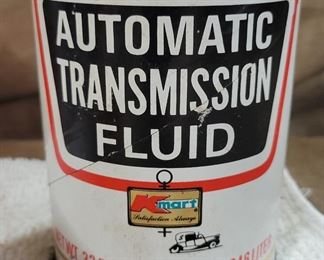 AUTOMATIC
TRANSMISSION
FLUID
Kmart
Satisfaction Always